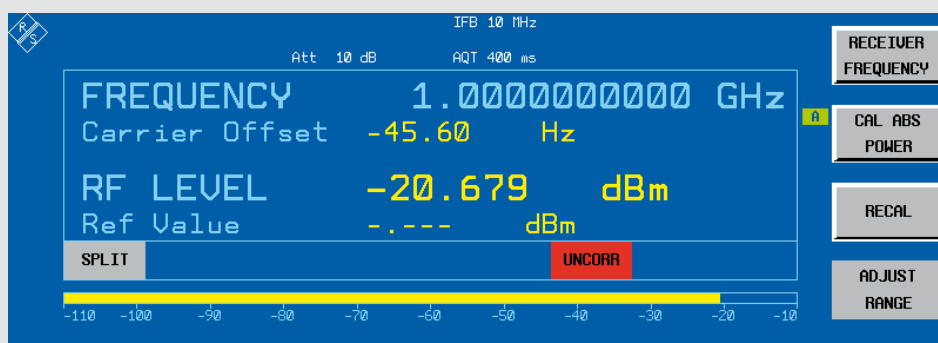 R
S
IFB 10 MHz
Att 10 dB AQT 400 ms
FREQUENCY 1.0000000000 GHz
Carrier Offset -45.60 Hz
RF LEVEL -20.679 dBm
Ref Value -.--- dBm
SPLIT UNCORR
-110 -100 -90 -80 -70 -60 -50 -40 -30 -20 -10
A
RECEIVER
FREQUENCY
CAL ABS
POWER
RECAL
ADJUST
RANGE